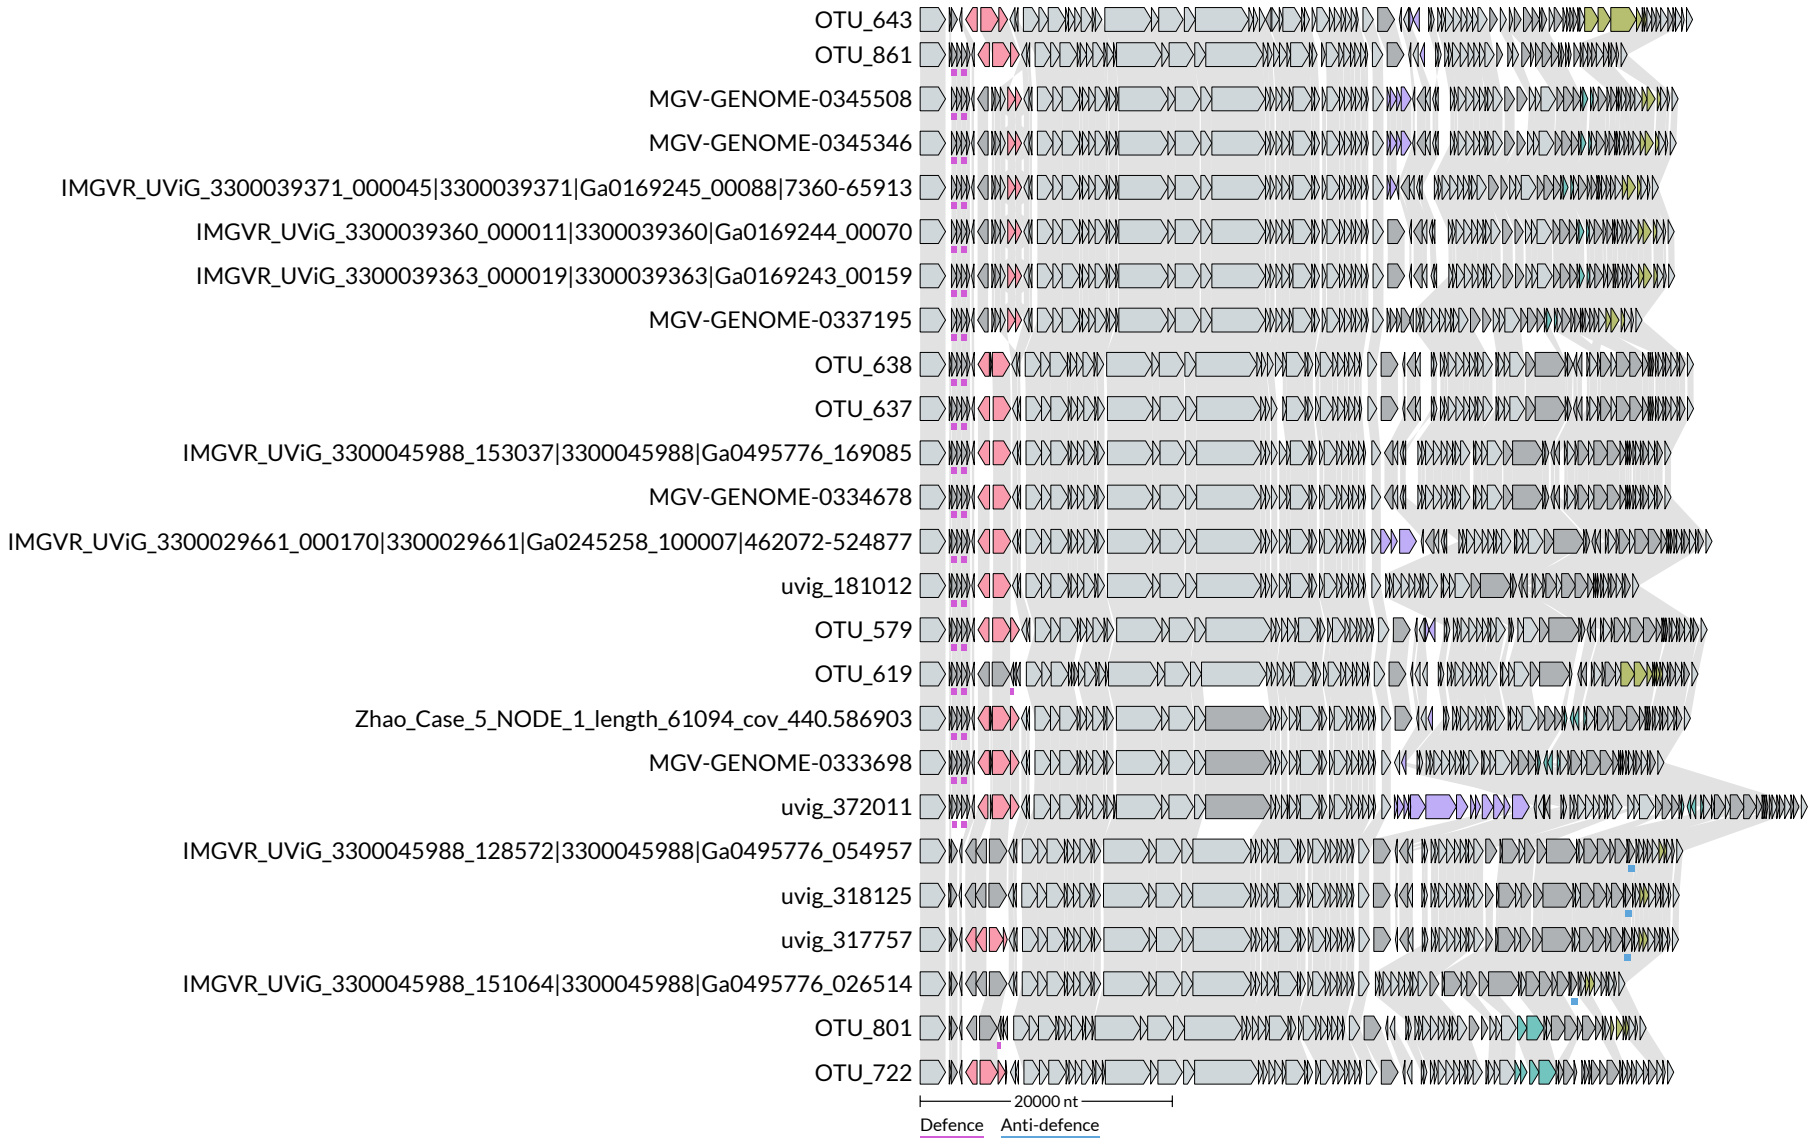 OTU_643
OTU_861
MGV-GENOME-0345508
MGV-GENOME-0345346
IMGVR_UViG_3300039371_000045|3300039371|Ga0169245_00088|7360-65913
IMGVR_UViG_3300039360_000011|3300039360|Ga0169244_00070
IMGVR_UViG_3300039363_000019|3300039363|Ga0169243_00159
MGV-GENOME-0337195
OTU_638
OTU_637
IMGVR_UViG_3300045988_153037|3300045988|Ga0495776_169085
MGV-GENOME-0334678
IMGVR_UViG_3300029661_000170|3300029661|Ga0245258_100007|462072-524877
uvig_181012
OTU_579
OTU_619
Zhao_Case_5_NODE_1_length_61094_cov_440.586903
MGV-GENOME-0333698
uvig_372011
IMGVR_UViG_3300045988_128572|3300045988|Ga0495776_054957
uvig_318125
uvig_317757
IMGVR_UViG_3300045988_151064|3300045988|Ga0495776_026514
OTU_801
OTU_722
20000 nt
Defence Anti-defence